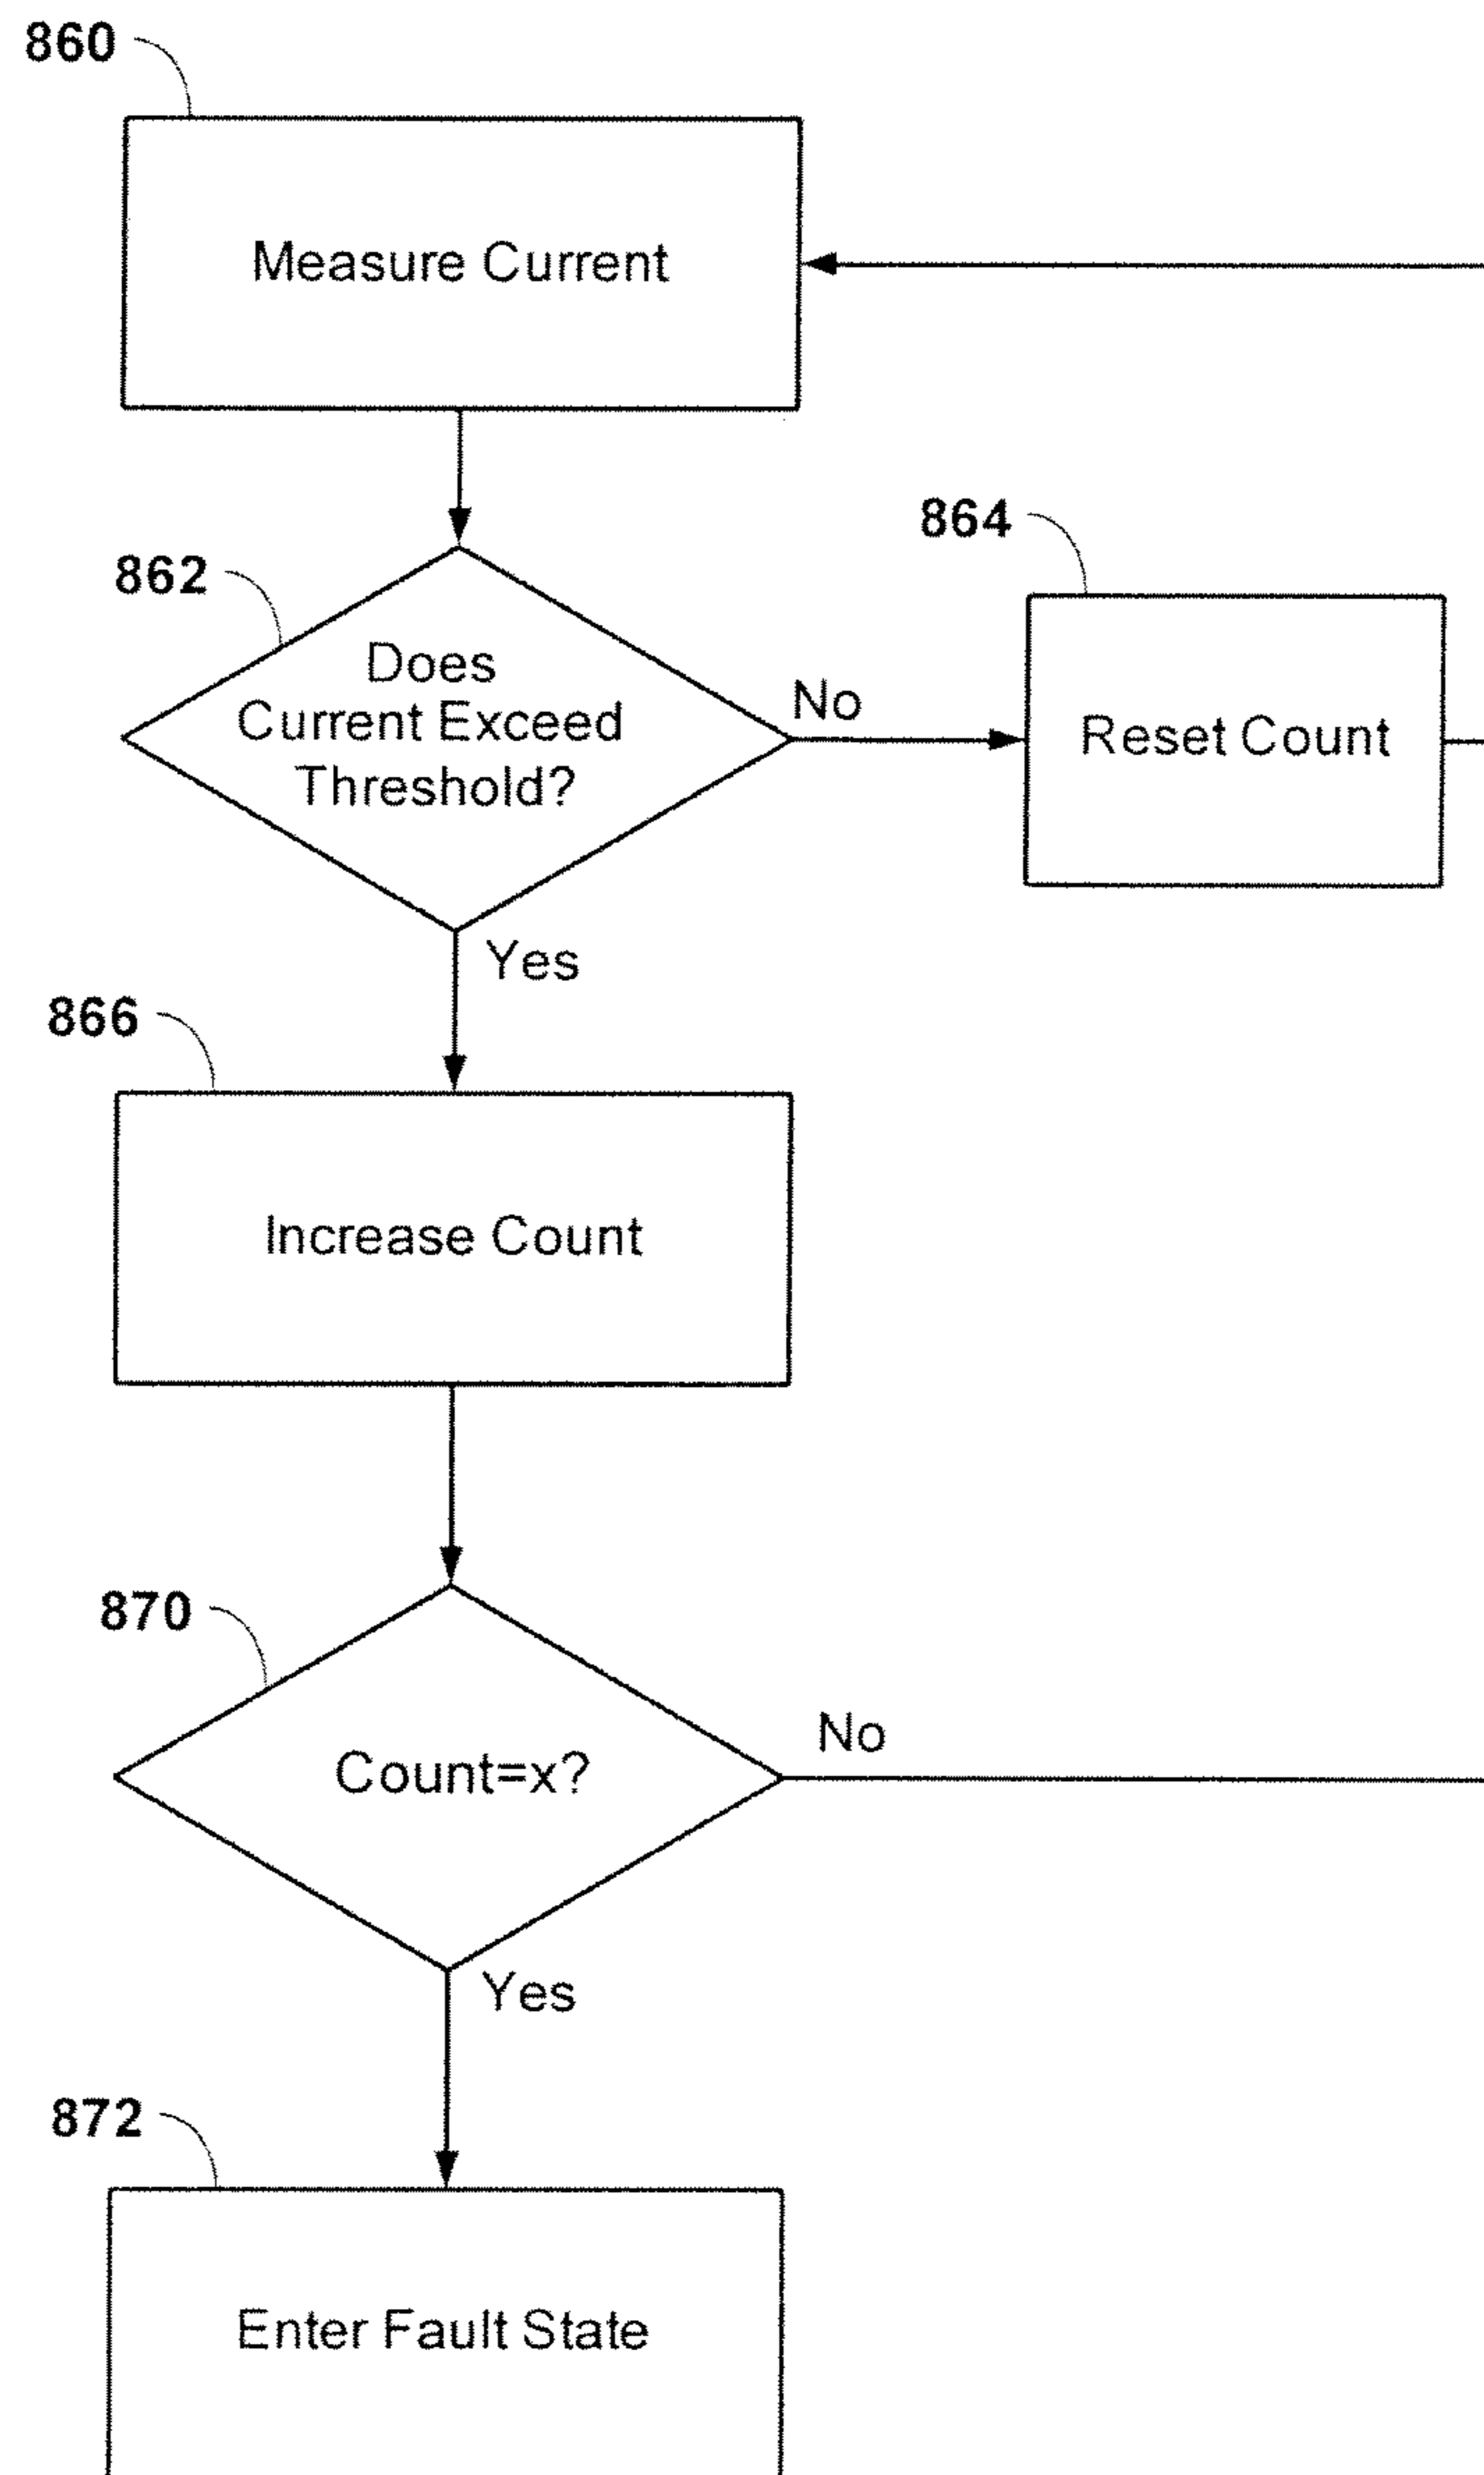 860
Measure Current
862
Does
Current Exceed
Threshold?
No
864
Reset Count
Yes
866
Increase Count
870
Count=x?
No
Yes
872
Enter Fault State